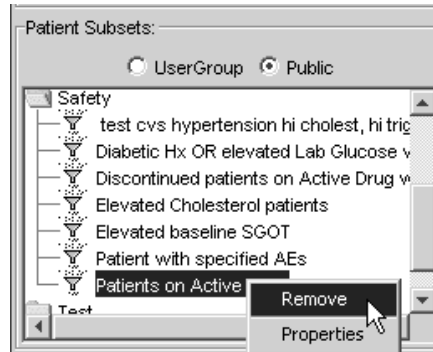 Patient Subsets:
UserGroup Public
Safety
test cvs hypertension hi cholest, hi trig
Diabetic Hx OR elevated Lab Glucose v
Discontinued patients on Active Drug w
Elevated Cholesterol patients
Elevated baseline SGOT
Patient with specified AEs
Patients on Active
Remove
Test
Properties